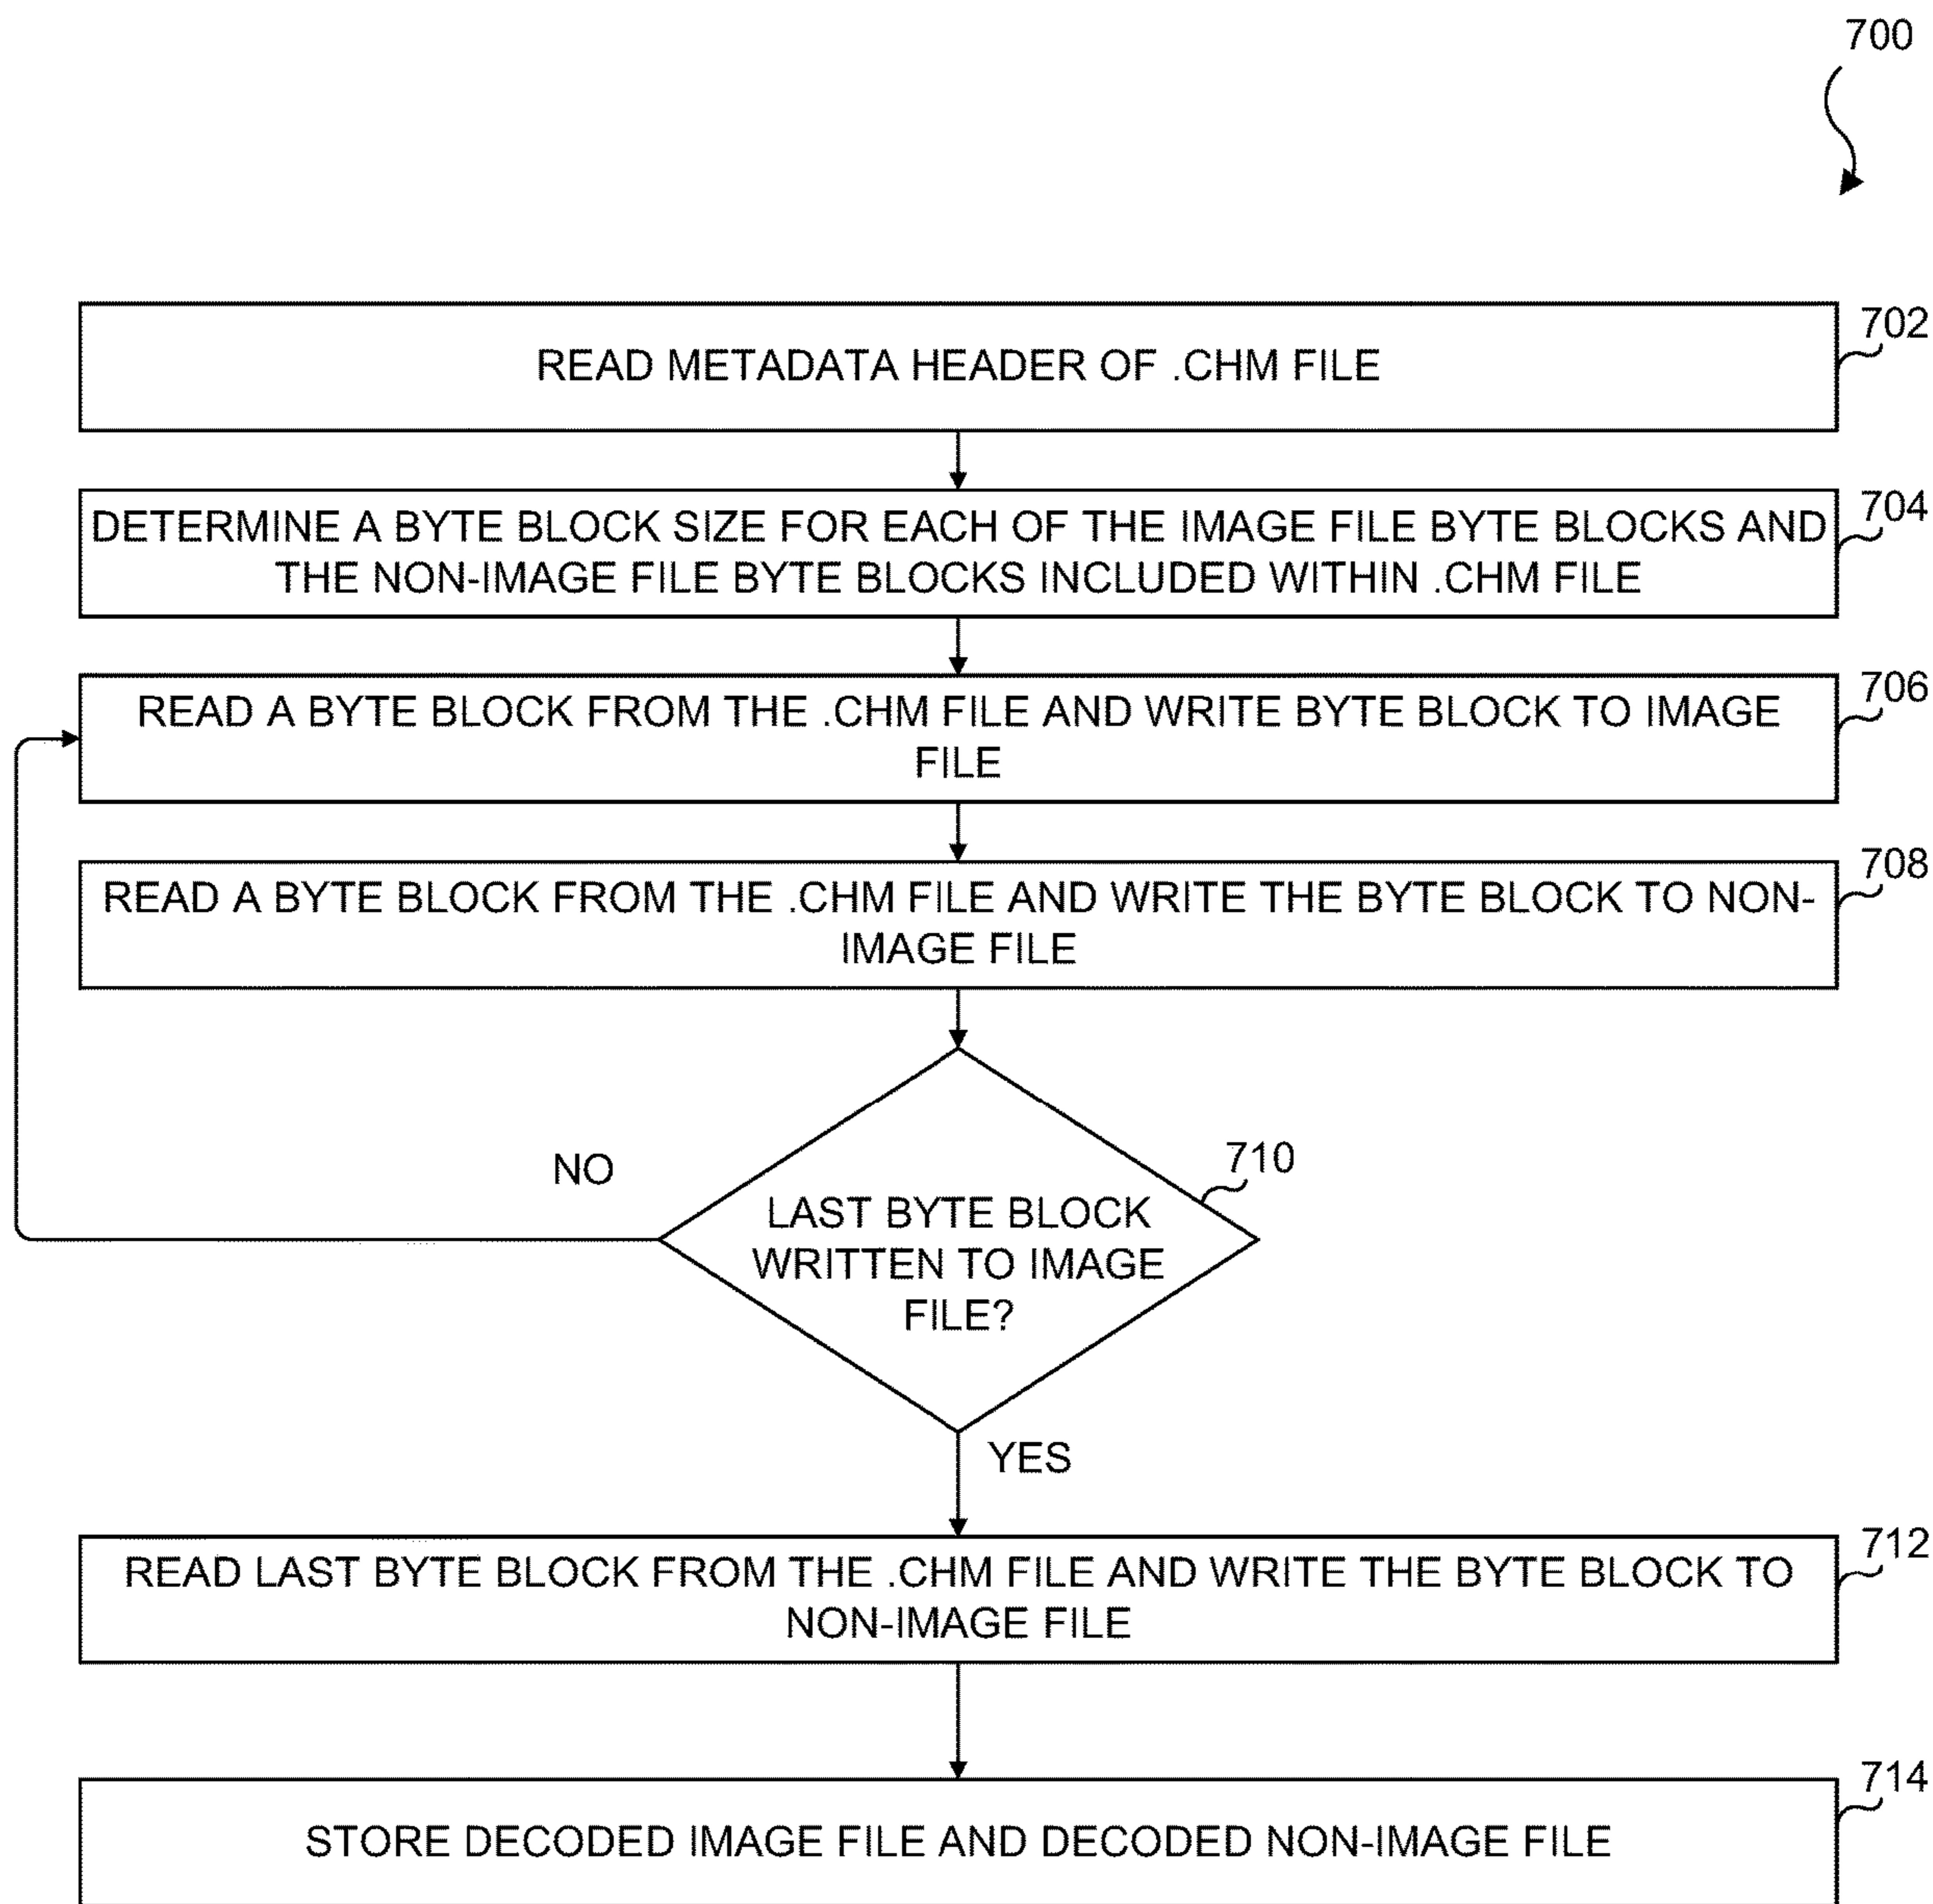 700
702
READ METADATA HEADER OF .CHM FILE
704
DETERMINE A BYTE BLOCK SIZE FOR EACH OF THE IMAGE FILE BYTE BLOCKS AND
THE NON-IMAGE FILE BYTE BLOCKS INCLUDED WITHIN .CHM FILE
706
READ A BYTE BLOCK FROM THE .CHM FILE AND WRITE BYTE BLOCK TO IMAGE
FILE
708
READ A BYTE BLOCK FROM THE .CHM FILE AND WRITE THE BYTE BLOCK TO NON-
IMAGE FILE
NO
710
LAST BYTE BLOCK
WRITTEN TO IMAGE
FILE?
YES
712
READ LAST BYTE BLOCK FROM THE .CHM FILE AND WRITE THE BYTE BLOCK TO
NON-IMAGE FILE
714
STORE DECODED IMAGE FILE AND DECODED NON-IMAGE FILE